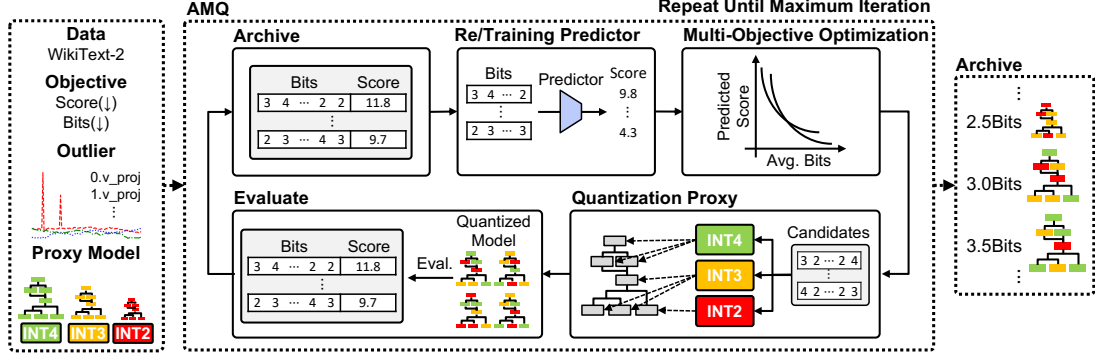 Data
WikiText-2
Objective
Score(↓)
Bits(↓)
Outlier
0.v_proj
1.v_proj
⋮
Proxy Model
INT4 INT3 INT2
AMQ
Repeat Until Maximum Iteration
Archive
Bits Score
3 4 ⋯ 2 2 11.8
⋮
2 3 ⋯ 4 3 9.7
Re/Training Predictor
Bits Predictor Score
3 4 ⋯ 2 9.8
⋮ ⋮
2 3 ⋯ 3 4.3
Multi-Objective Optimization
Predicted
Score
Avg. Bits
Evaluate
Bits Score
3 4 ⋯ 2 2 11.8
⋮
2 3 ⋯ 4 3 9.7
Quantized
Model
Eval.
Quantization Proxy
INT4
INT3
INT2
Candidates
3 2 ⋯ 2 4
⋮
4 2 ⋯ 2 3
Archive
⋮
2.5Bits
3.0Bits
3.5Bits
⋮